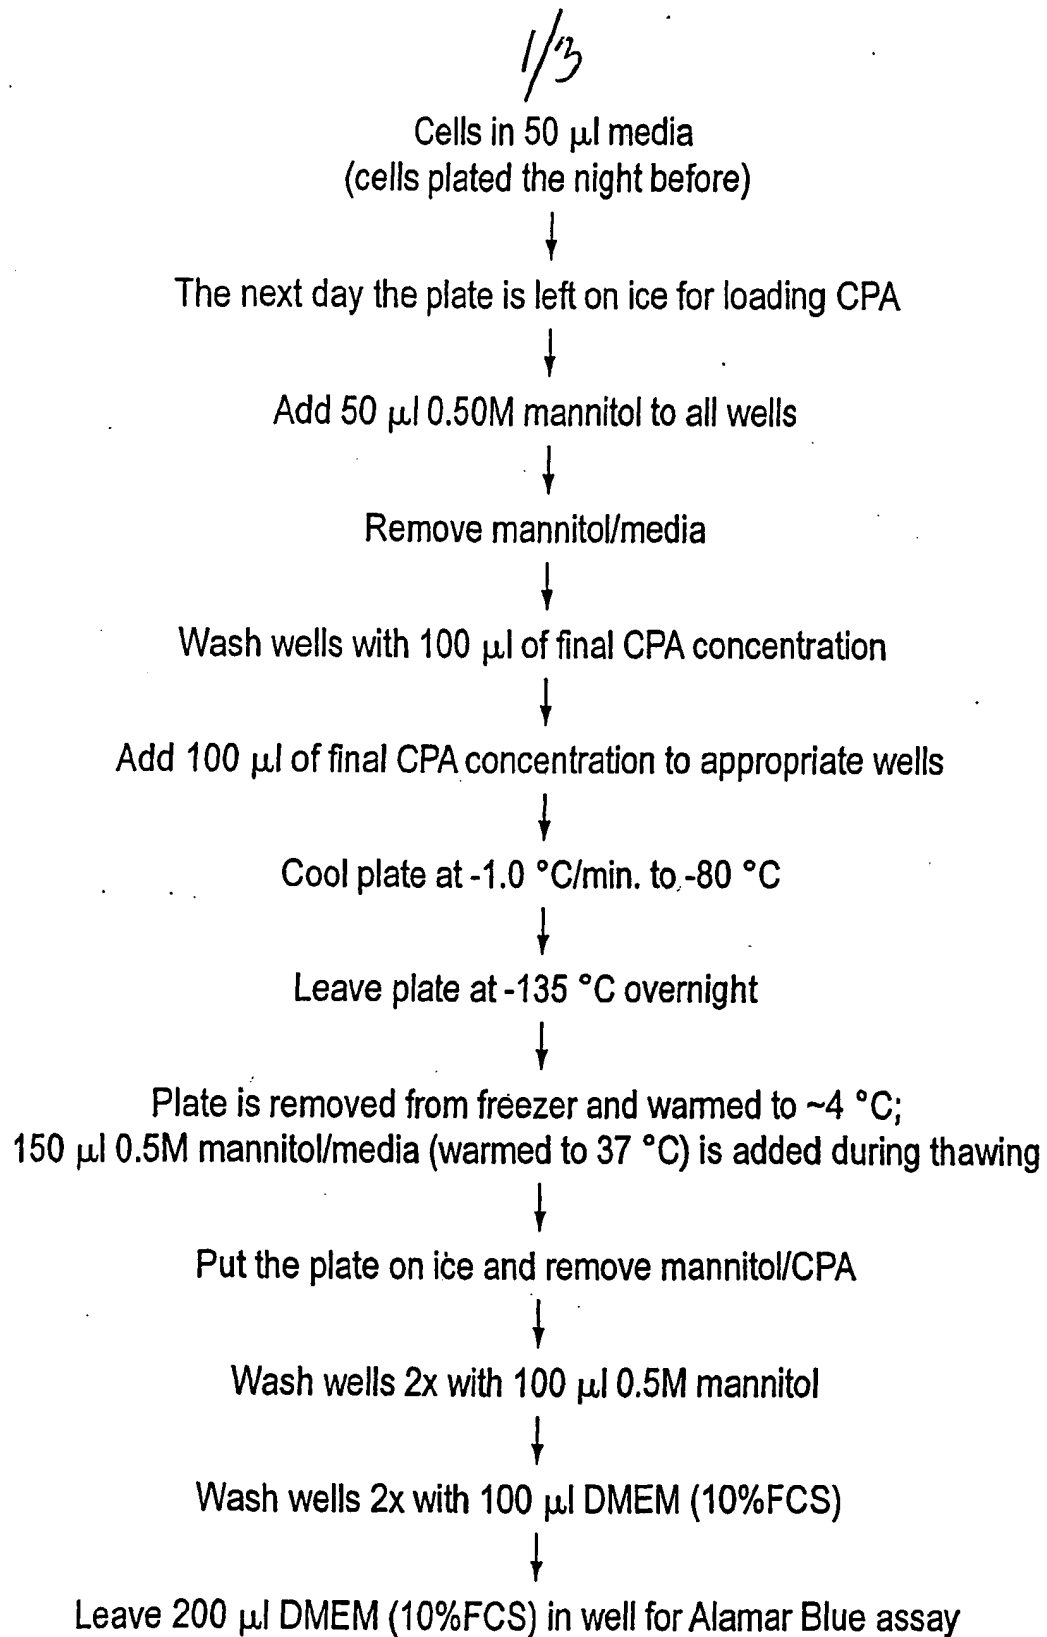 1/3
Cells in 50 μl media
(cells plated the night before)
The next day the plate is left on ice for loading CPA
Add 50 μl 0.50M mannitol to all wells
Remove mannitol/media
Wash wells with 100 μl of final CPA concentration
Add 100 μl of final CPA concentration to appropriate wells
Cool plate at -1.0 °C/min. to -80 °C
Leave plate at -135 °C overnight
Plate is removed from freezer and warmed to ~4 °C;
150 μl 0.5M mannitol/media (warmed to 37 °C) is added during thawing
Put the plate on ice and remove mannitol/CPA
Wash wells 2x with 100 μl 0.5M mannitol
Wash wells 2x with 100 μl DMEM (10%FCS)
Leave 200 μl DMEM (10%FCS) in well for Alamar Blue assay